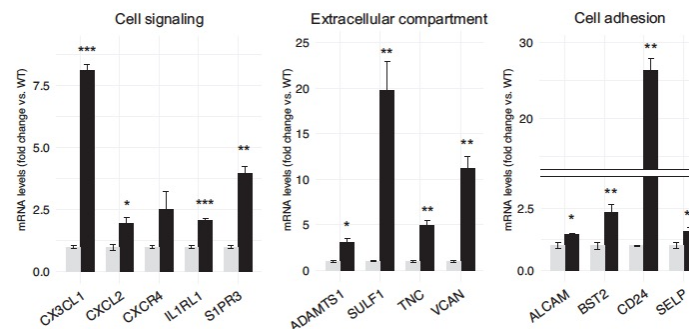 Cell signaling
mRNA levels (fold change vs. WT)
7.5
5.0
2.5
0.0
***
*
***
**
CX3CL1
CXCL2
CXCR4
IL1RL1
S1PR3
Extracellular compartment
mRNA levels (fold change vs. WT)
25
20
15
10
5
0
*
**
**
**
ADAMTS1
SULF1
TNC
VCAN
Cell adhesion
mRNA levels (fold change vs. WT)
30
20
2.5
0.0
*
**
**
*
ALCAM
BST2
CD24
SELP